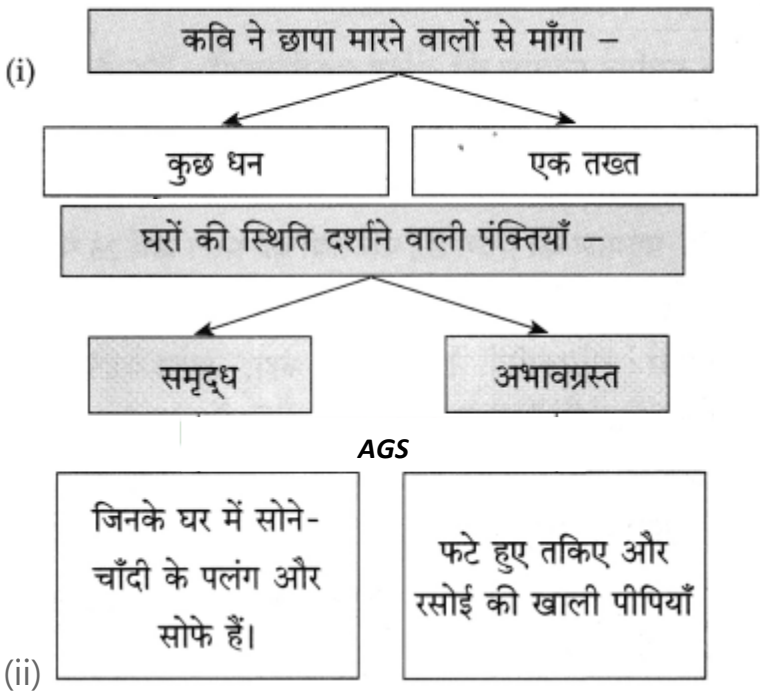 (i)
कवि ने छापा मारने वालों से माँगा –
कुछ धन
एक तख्त
घरों की स्थिति दर्शाने वाली पंक्तियाँ –
समृद्ध
अभावग्रस्त
AGS
जिनके घर में सोने-
चाँदी के पलंग और
सोफे हैं।
फटे हुए तकिए और
रसोई की खाली पीपियाँ
(ii)